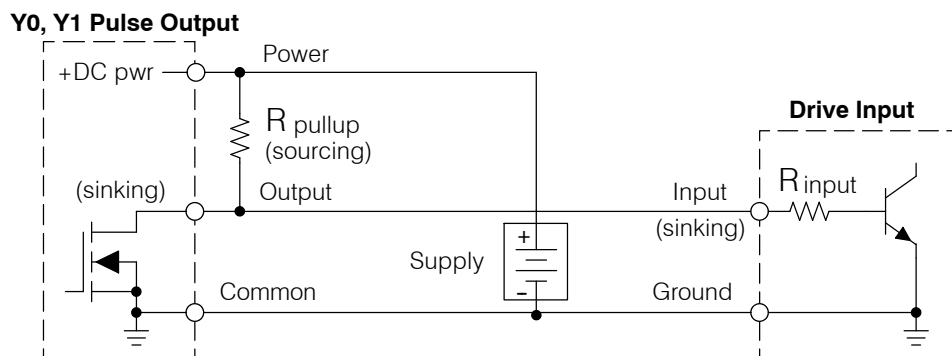 Y0, Y1 Pulse Output
+DC pwr
Power
R pullup
(sourcing)
Drive Input
(sinking)
Output
Input
(sinking)
R input
Supply
+
–
Common
Ground